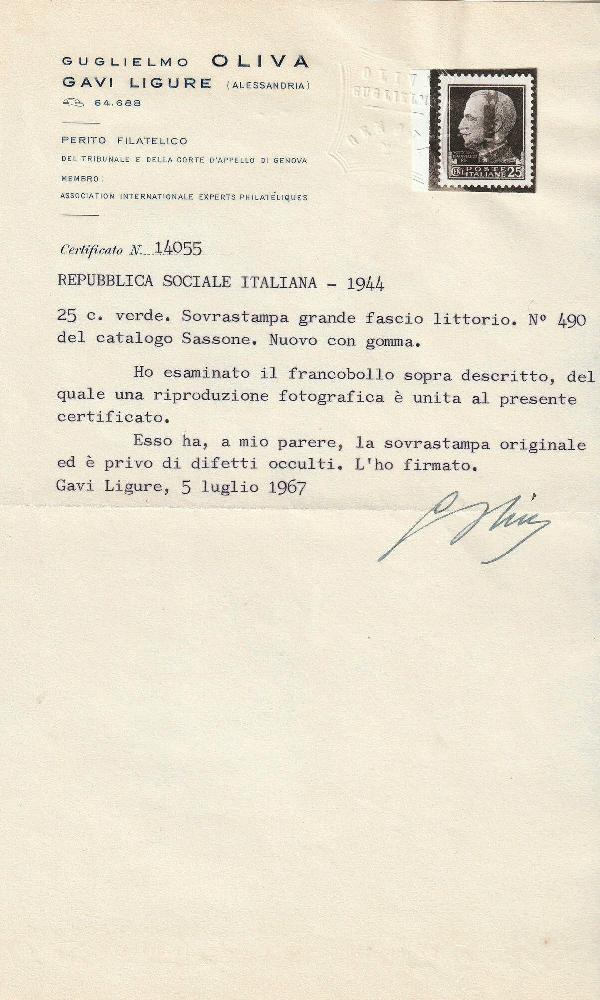 GUGLIELMO OLIVA
GAVI LIGURE (ALESSANDRIA)
64.688
PERITO FILATELICO
DEL TRIBUNALE E DELLA CORTE D'APPELLO DI GENOVA
MEMBRO:
ASSOCIATION INTERNATIONALE EXPERTS PHILATÉLIQUES
POSTE
ITALIANE 25
Certificato N. 14055
REPUBBLICA SOCIALE ITALIANA - 1944
25 c. verde. Sovrastampa grande fascio littorio. Nº 490
del catalogo Sassone. Nuovo con gomma.
Ho esaminato il francobollo sopra descritto, del
quale una riproduzione fotografica è unita al presente
certificato.
Esso ha, a mio parere, la sovrastampa originale
ed è privo di difetti occulti. L'ho firmato.
Gavi Ligure, 5 luglio 1967